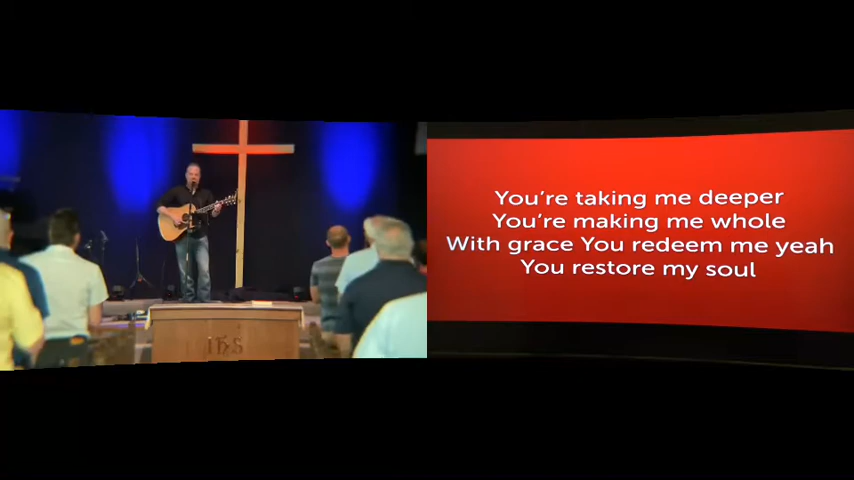 IHS
You're taking me deeper
You're making me whole
With grace You redeem me yeah
You restore my soul